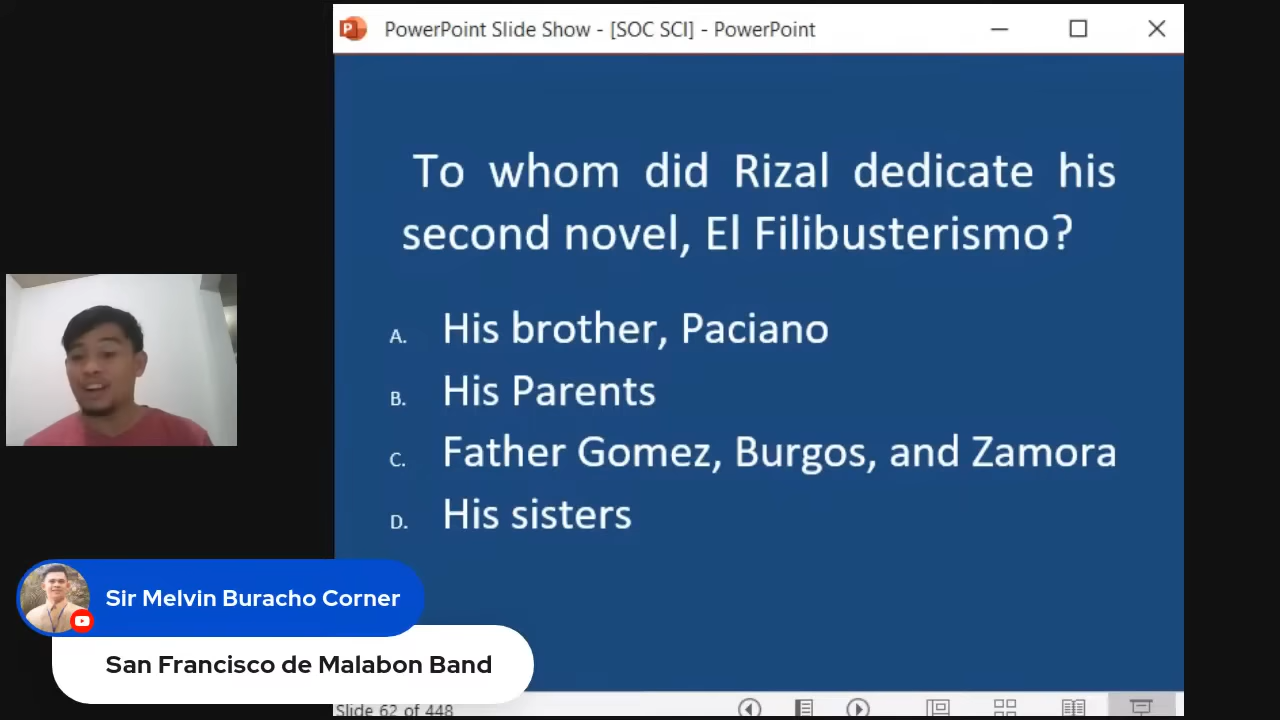 PowerPoint Slide Show - [SOC SCI] - PowerPoint
To whom did Rizal dedicate his
second novel, El Filibusterismo?
A. His brother, Paciano
B. His Parents
C. Father Gomez, Burgos, and Zamora
D. His sisters
Sir Melvin Buracho Corner
San Francisco de Malabon Band
Slide 62 of 448